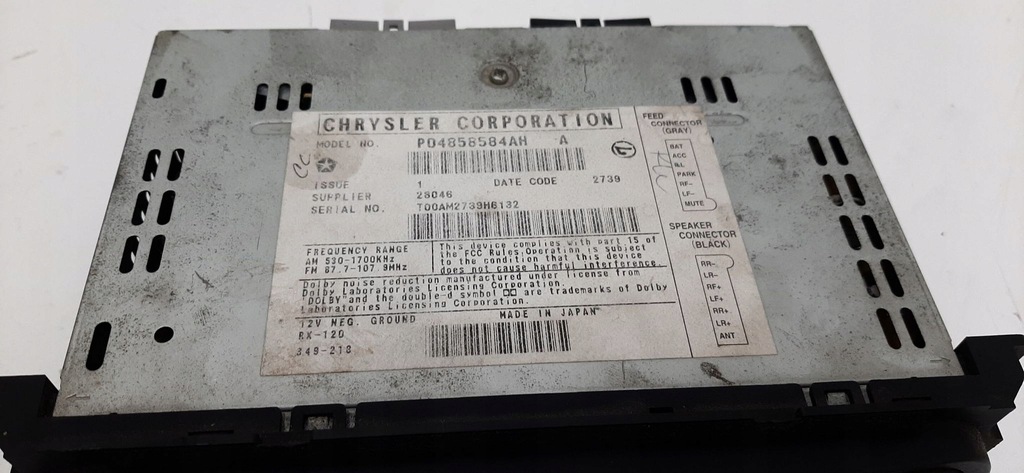 CHRYSLER CORPORATION
MODEL NO. P04858584AH A
ISSUE 1 DATE CODE 2739
SUPPLIER 28046
SERIAL NO. T00AM2739H6132
FREQUENCY RANGE
AM 530-1700KHz
FM 87.7-107.9MHz
This device complies with part 15 of
the FCC Rules.Operation is subject
to the condition that this device
does not cause harmful interference.
Dolby noise reduction manufactured under license from
Dolby Laboratories Licensing Corporation.
"DOLBY" and the double-d symbol are trademarks of Dolby
Laboratories Licensing Corporation.
12V NEG. GROUND MADE IN JAPAN
RX-120
349-218
FEED
CONNECTOR
(GRAY)
BAT
ACC
ILL
PARK
RF-
LF-
MUTE
SPEAKER
CONNECTOR
(BLACK)
RR-
LR-
RF+
LF+
RR+
LR+
ANT